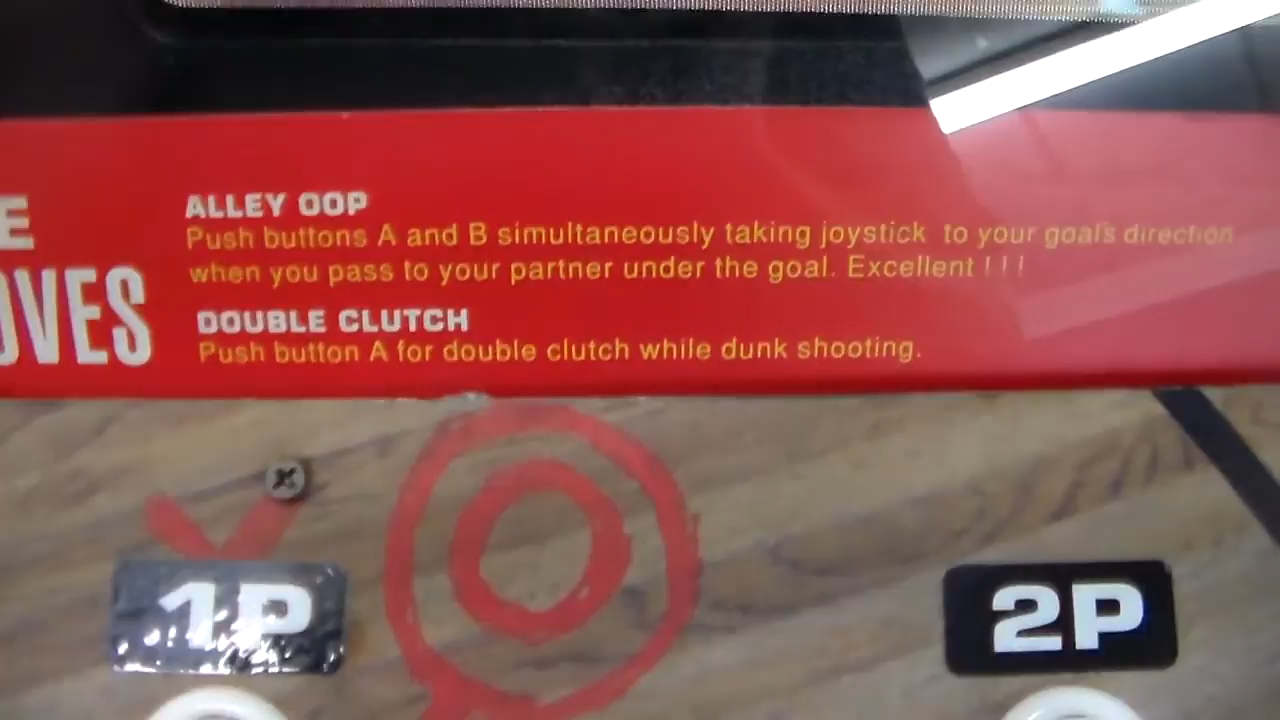 E
OVES
ALLEY OOP
Push buttons A and B simultaneously taking joystick to your goal's direction
when you pass to your partner under the goal. Excellent ! ! !
DOUBLE CLUTCH
Push button A for double clutch while dunk shooting.
1P
2P